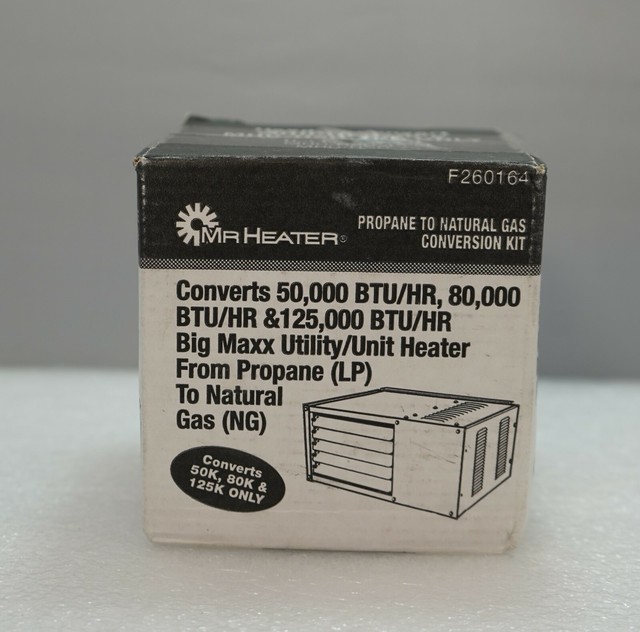 F260164
MR HEATER®
PROPANE TO NATURAL GAS
CONVERSION KIT
Converts 50,000 BTU/HR, 80,000
BTU/HR &125,000 BTU/HR
Big Maxx Utility/Unit Heater
From Propane (LP)
To Natural
Gas (NG)
Converts
50K, 80K &
125K ONLY